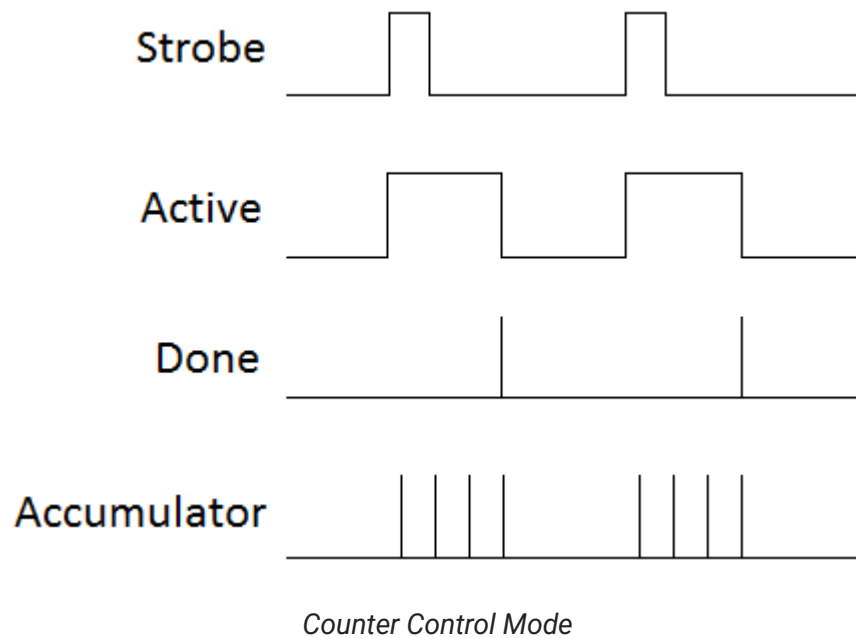 Strobe
Active
Done
Accumulator
Counter Control Mode